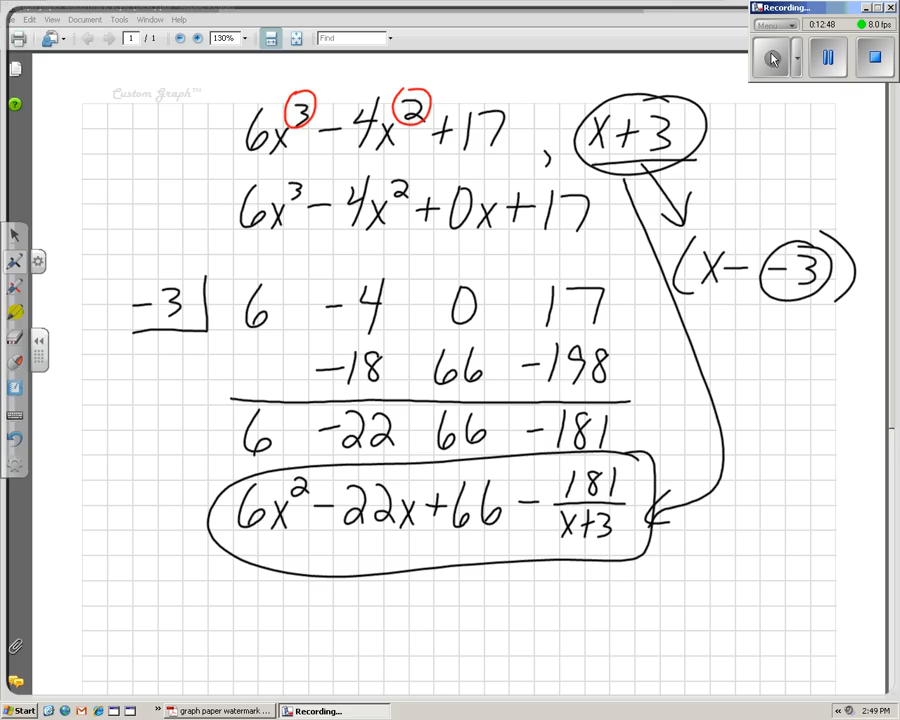 Recording...
Edit View Document Tools Window Help
Menu 0:12:48 8.0 fps
1 / 1 130% Find
Custom Graph™
6x³ - 4x² + 17 , x + 3
6x³ - 4x² + 0x + 17
(x - -3)
-3 6 -4 0 17
-18 66 -198
6 -22 66 -181
6x² - 22x + 66 - 181/x+3
Start » graph paper watermark ... Recording... « 2:49 PM